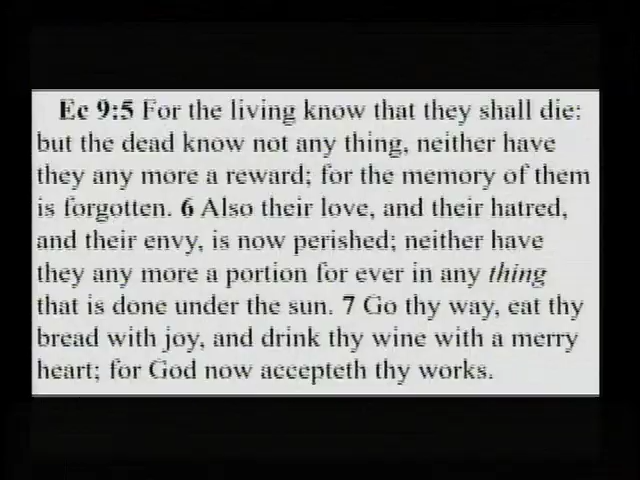 Ec 9:5 For the living know that they shall die:
but the dead know not any thing, neither have
they any more a reward; for the memory of them
is forgotten. 6 Also their love, and their hatred,
and their envy, is now perished; neither have
they any more a portion for ever in any thing
that is done under the sun. 7 Go thy way, eat thy
bread with joy, and drink thy wine with a merry
heart; for God now accepteth thy works.